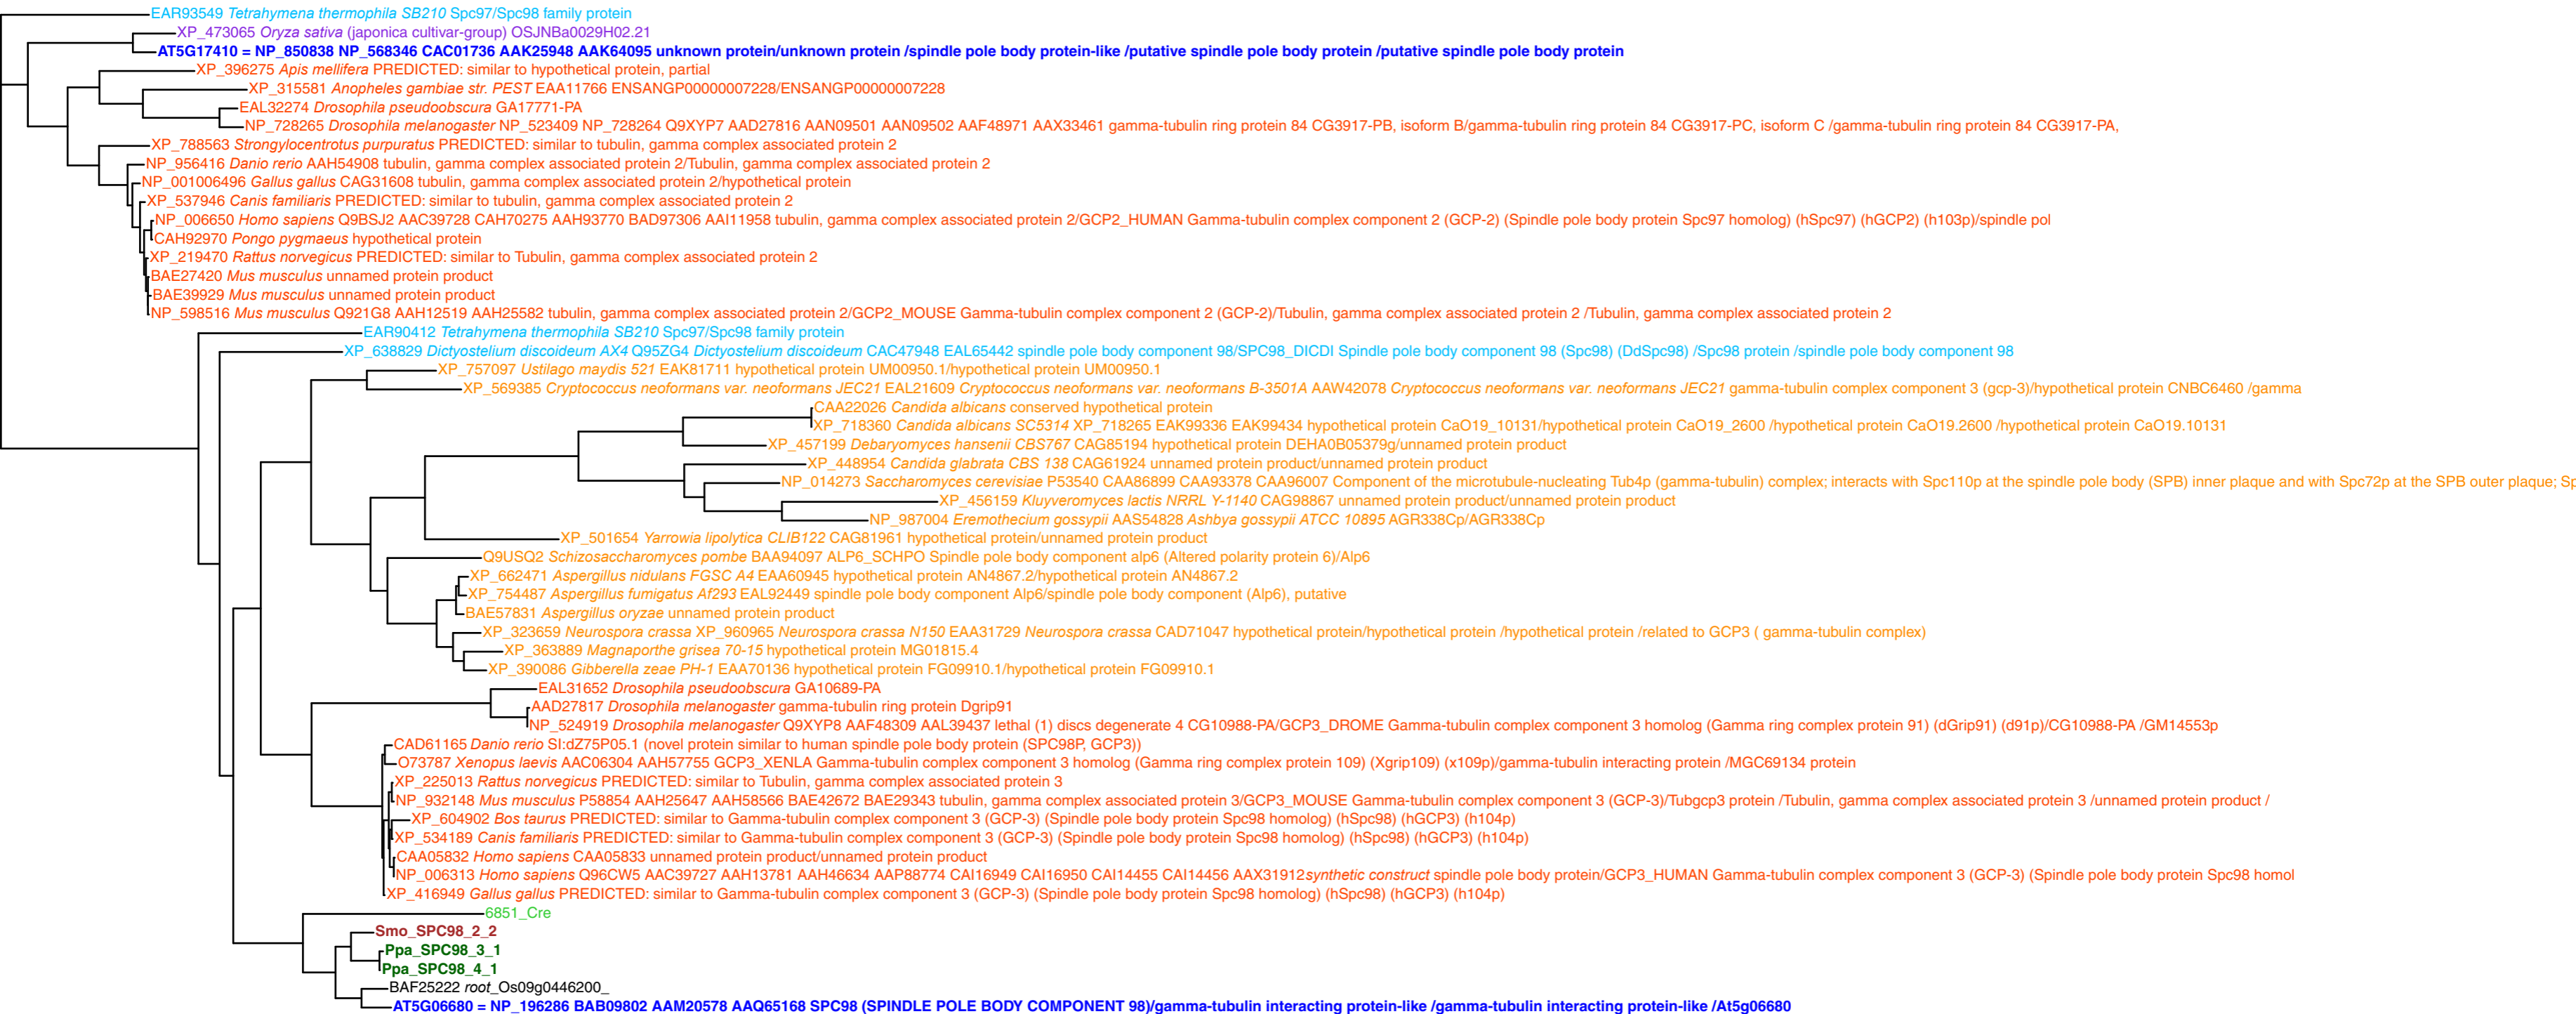 EAR93549 Tetrahymena thermophila SB210 Spc97/Spc98 family protein
XP_473065 Oryza sativa (japonica cultivar-group) OSJNBa0029H02.21
AT5G17410 = NP_850838 NP_568346 CAC01736 AAK25948 AAK64095 unknown protein/unknown protein /spindle pole body protein-like /putative spindle pole body protein /putative spindle pole body protein
XP_396275 Apis mellifera PREDICTED: similar to hypothetical protein, partial
XP_315581 Anopheles gambiae str. PEST EAA11766 ENSANGP00000007228/ENSANGP00000007228
EAL32274 Drosophila pseudoobscura GA17771-PA
NP_728265 Drosophila melanogaster NP_523409 NP_728264 Q9XYP7 AAD27816 AAN09501 AAN09502 AAF48971 AAX33461 gamma-tubulin ring protein 84 CG3917-PB, isoform B/gamma-tubulin ring protein 84 CG3917-PC, isoform C /gamma-tubulin ring protein 84 CG3917-PA,
XP_788563 Strongylocentrotus purpuratus PREDICTED: similar to tubulin, gamma complex associated protein 2
NP_956416 Danio rerio AAH54908 tubulin, gamma complex associated protein 2/Tubulin, gamma complex associated protein 2
NP_001006496 Gallus gallus CAG31608 tubulin, gamma complex associated protein 2/hypothetical protein
XP_537946 Canis familiaris PREDICTED: similar to tubulin, gamma complex associated protein 2
NP_006650 Homo sapiens Q9BSJ2 AAC39728 CAH70275 AAH93770 BAD97306 AAI11958 tubulin, gamma complex associated protein 2/GCP2_HUMAN Gamma-tubulin complex component 2 (GCP-2) (Spindle pole body protein Spc97 homolog) (hSpc97) (hGCP2) (h103p)/spindle pol
CAH92970 Pongo pygmaeus hypothetical protein
XP_219470 Rattus norvegicus PREDICTED: similar to Tubulin, gamma complex associated protein 2
BAE27420 Mus musculus unnamed protein product
BAE39929 Mus musculus unnamed protein product
NP_598516 Mus musculus Q921G8 AAH12519 AAH25582 tubulin, gamma complex associated protein 2/GCP2_MOUSE Gamma-tubulin complex component 2 (GCP-2)/Tubulin, gamma complex associated protein 2 /Tubulin, gamma complex associated protein 2
EAR90412 Tetrahymena thermophila SB210 Spc97/Spc98 family protein
XP_638829 Dictyostelium discoideum AX4 Q95ZG4 Dictyostelium discoideum CAC47948 EAL65442 spindle pole body component 98/SPC98_DICDI Spindle pole body component 98 (Spc98) (DdSpc98) /Spc98 protein /spindle pole body component 98
XP_757097 Ustilago maydis 521 EAK81711 hypothetical protein UM00950.1/hypothetical protein UM00950.1
XP_569385 Cryptococcus neoformans var. neoformans JEC21 EAL21609 Cryptococcus neoformans var. neoformans B-3501A AAW42078 Cryptococcus neoformans var. neoformans JEC21 gamma-tubulin complex component 3 (gcp-3)/hypothetical protein CNBC6460 /gamma
CAA22026 Candida albicans conserved hypothetical protein
XP_718360 Candida albicans SC5314 XP_718265 EAK99336 EAK99434 hypothetical protein CaO19_10131/hypothetical protein CaO19_2600 /hypothetical protein CaO19.2600 /hypothetical protein CaO19.10131
XP_457199 Debaryomyces hansenii CBS767 CAG85194 hypothetical protein DEHA0B05379g/unnamed protein product
XP_448954 Candida glabrata CBS 138 CAG61924 unnamed protein product/unnamed protein product
NP_014273 Saccharomyces cerevisiae P53540 CAA86899 CAA93378 CAA96007 Component of the microtubule-nucleating Tub4p (gamma-tubulin) complex; interacts with Spc110p at the spindle pole body (SPB) inner plaque and with Spc72p at the SPB outer plaque; Sp
XP_456159 Kluyveromyces lactis NRRL Y-1140 CAG98867 unnamed protein product/unnamed protein product
NP_987004 Eremothecium gossypii AAS54828 Ashbya gossypii ATCC 10895 AGR338Cp/AGR338Cp
XP_501654 Yarrowia lipolytica CLIB122 CAG81961 hypothetical protein/unnamed protein product
Q9USQ2 Schizosaccharomyces pombe BAA94097 ALP6_SCHPO Spindle pole body component alp6 (Altered polarity protein 6)/Alp6
XP_662471 Aspergillus nidulans FGSC A4 EAA60945 hypothetical protein AN4867.2/hypothetical protein AN4867.2
XP_754487 Aspergillus fumigatus Af293 EAL92449 spindle pole body component Alp6/spindle pole body component (Alp6), putative
BAE57831 Aspergillus oryzae unnamed protein product
XP_323659 Neurospora crassa XP_960965 Neurospora crassa N150 EAA31729 Neurospora crassa CAD71047 hypothetical protein/hypothetical protein /hypothetical protein /related to GCP3 ( gamma-tubulin complex)
XP_363889 Magnaporthe grisea 70-15 hypothetical protein MG01815.4
XP_390086 Gibberella zeae PH-1 EAA70136 hypothetical protein FG09910.1/hypothetical protein FG09910.1
EAL31652 Drosophila pseudoobscura GA10689-PA
AAD27817 Drosophila melanogaster gamma-tubulin ring protein Dgrip91
NP_524919 Drosophila melanogaster Q9XYP8 AAF48309 AAL39437 lethal (1) discs degenerate 4 CG10988-PA/GCP3_DROME Gamma-tubulin complex component 3 homolog (Gamma ring complex protein 91) (dGrip91) (d91p)/CG10988-PA /GM14553p
CAD61165 Danio rerio SI:dZ75P05.1 (novel protein similar to human spindle pole body protein (SPC98P, GCP3))
O73787 Xenopus laevis AAC06304 AAH57755 GCP3_XENLA Gamma-tubulin complex component 3 homolog (Gamma ring complex protein 109) (Xgrip109) (x109p)/gamma-tubulin interacting protein /MGC69134 protein
XP_225013 Rattus norvegicus PREDICTED: similar to Tubulin, gamma complex associated protein 3
NP_932148 Mus musculus P58854 AAH25647 AAH58566 BAE42672 BAE29343 tubulin, gamma complex associated protein 3/GCP3_MOUSE Gamma-tubulin complex component 3 (GCP-3)/Tubgcp3 protein /Tubulin, gamma complex associated protein 3 /unnamed protein product /
XP_604902 Bos taurus PREDICTED: similar to Gamma-tubulin complex component 3 (GCP-3) (Spindle pole body protein Spc98 homolog) (hSpc98) (hGCP3) (h104p)
XP_534189 Canis familiaris PREDICTED: similar to Gamma-tubulin complex component 3 (GCP-3) (Spindle pole body protein Spc98 homolog) (hSpc98) (hGCP3) (h104p)
CAA05832 Homo sapiens CAA05833 unnamed protein product/unnamed protein product
NP_006313 Homo sapiens Q96CW5 AAC39727 AAH13781 AAH46634 AAP88774 CAI16949 CAI16950 CAI14455 CAI14456 AAX31912synthetic construct spindle pole body protein/GCP3_HUMAN Gamma-tubulin complex component 3 (GCP-3) (Spindle pole body protein Spc98 homol
XP_416949 Gallus gallus PREDICTED: similar to Gamma-tubulin complex component 3 (GCP-3) (Spindle pole body protein Spc98 homolog) (hSpc98) (hGCP3) (h104p)
6851_Cre
Smo_SPC98_2_2
Ppa_SPC98_3_1
Ppa_SPC98_4_1
BAF25222 root_Os09g0446200_
AT5G06680 = NP_196286 BAB09802 AAM20578 AAQ65168 SPC98 (SPINDLE POLE BODY COMPONENT 98)/gamma-tubulin interacting protein-like /gamma-tubulin interacting protein-like /At5g06680